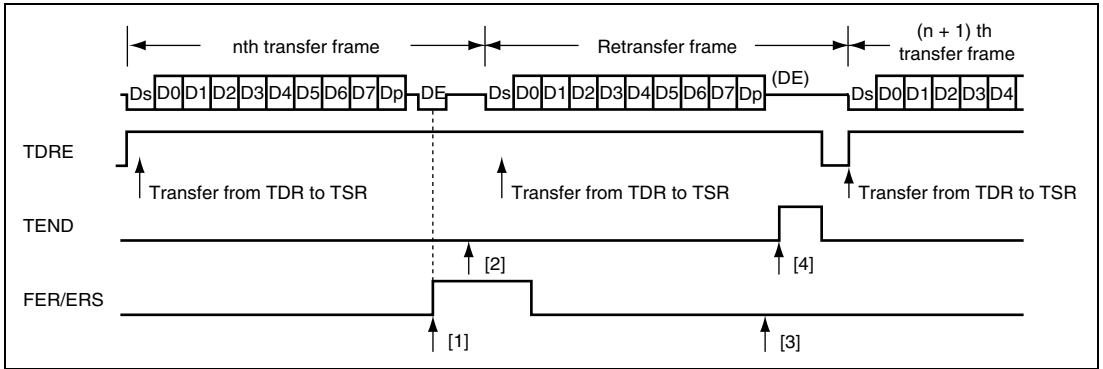 nth transfer frame
Retransfer frame
(n + 1) th
transfer frame
Ds D0 D1 D2 D3 D4 D5 D6 D7 Dp DE
Ds D0 D1 D2 D3 D4 D5 D6 D7 Dp (DE)
Ds D0 D1 D2 D3 D4
TDRE
Transfer from TDR to TSR
Transfer from TDR to TSR
Transfer from TDR to TSR
TEND
[2]
[4]
FER/ERS
[1]
[3]